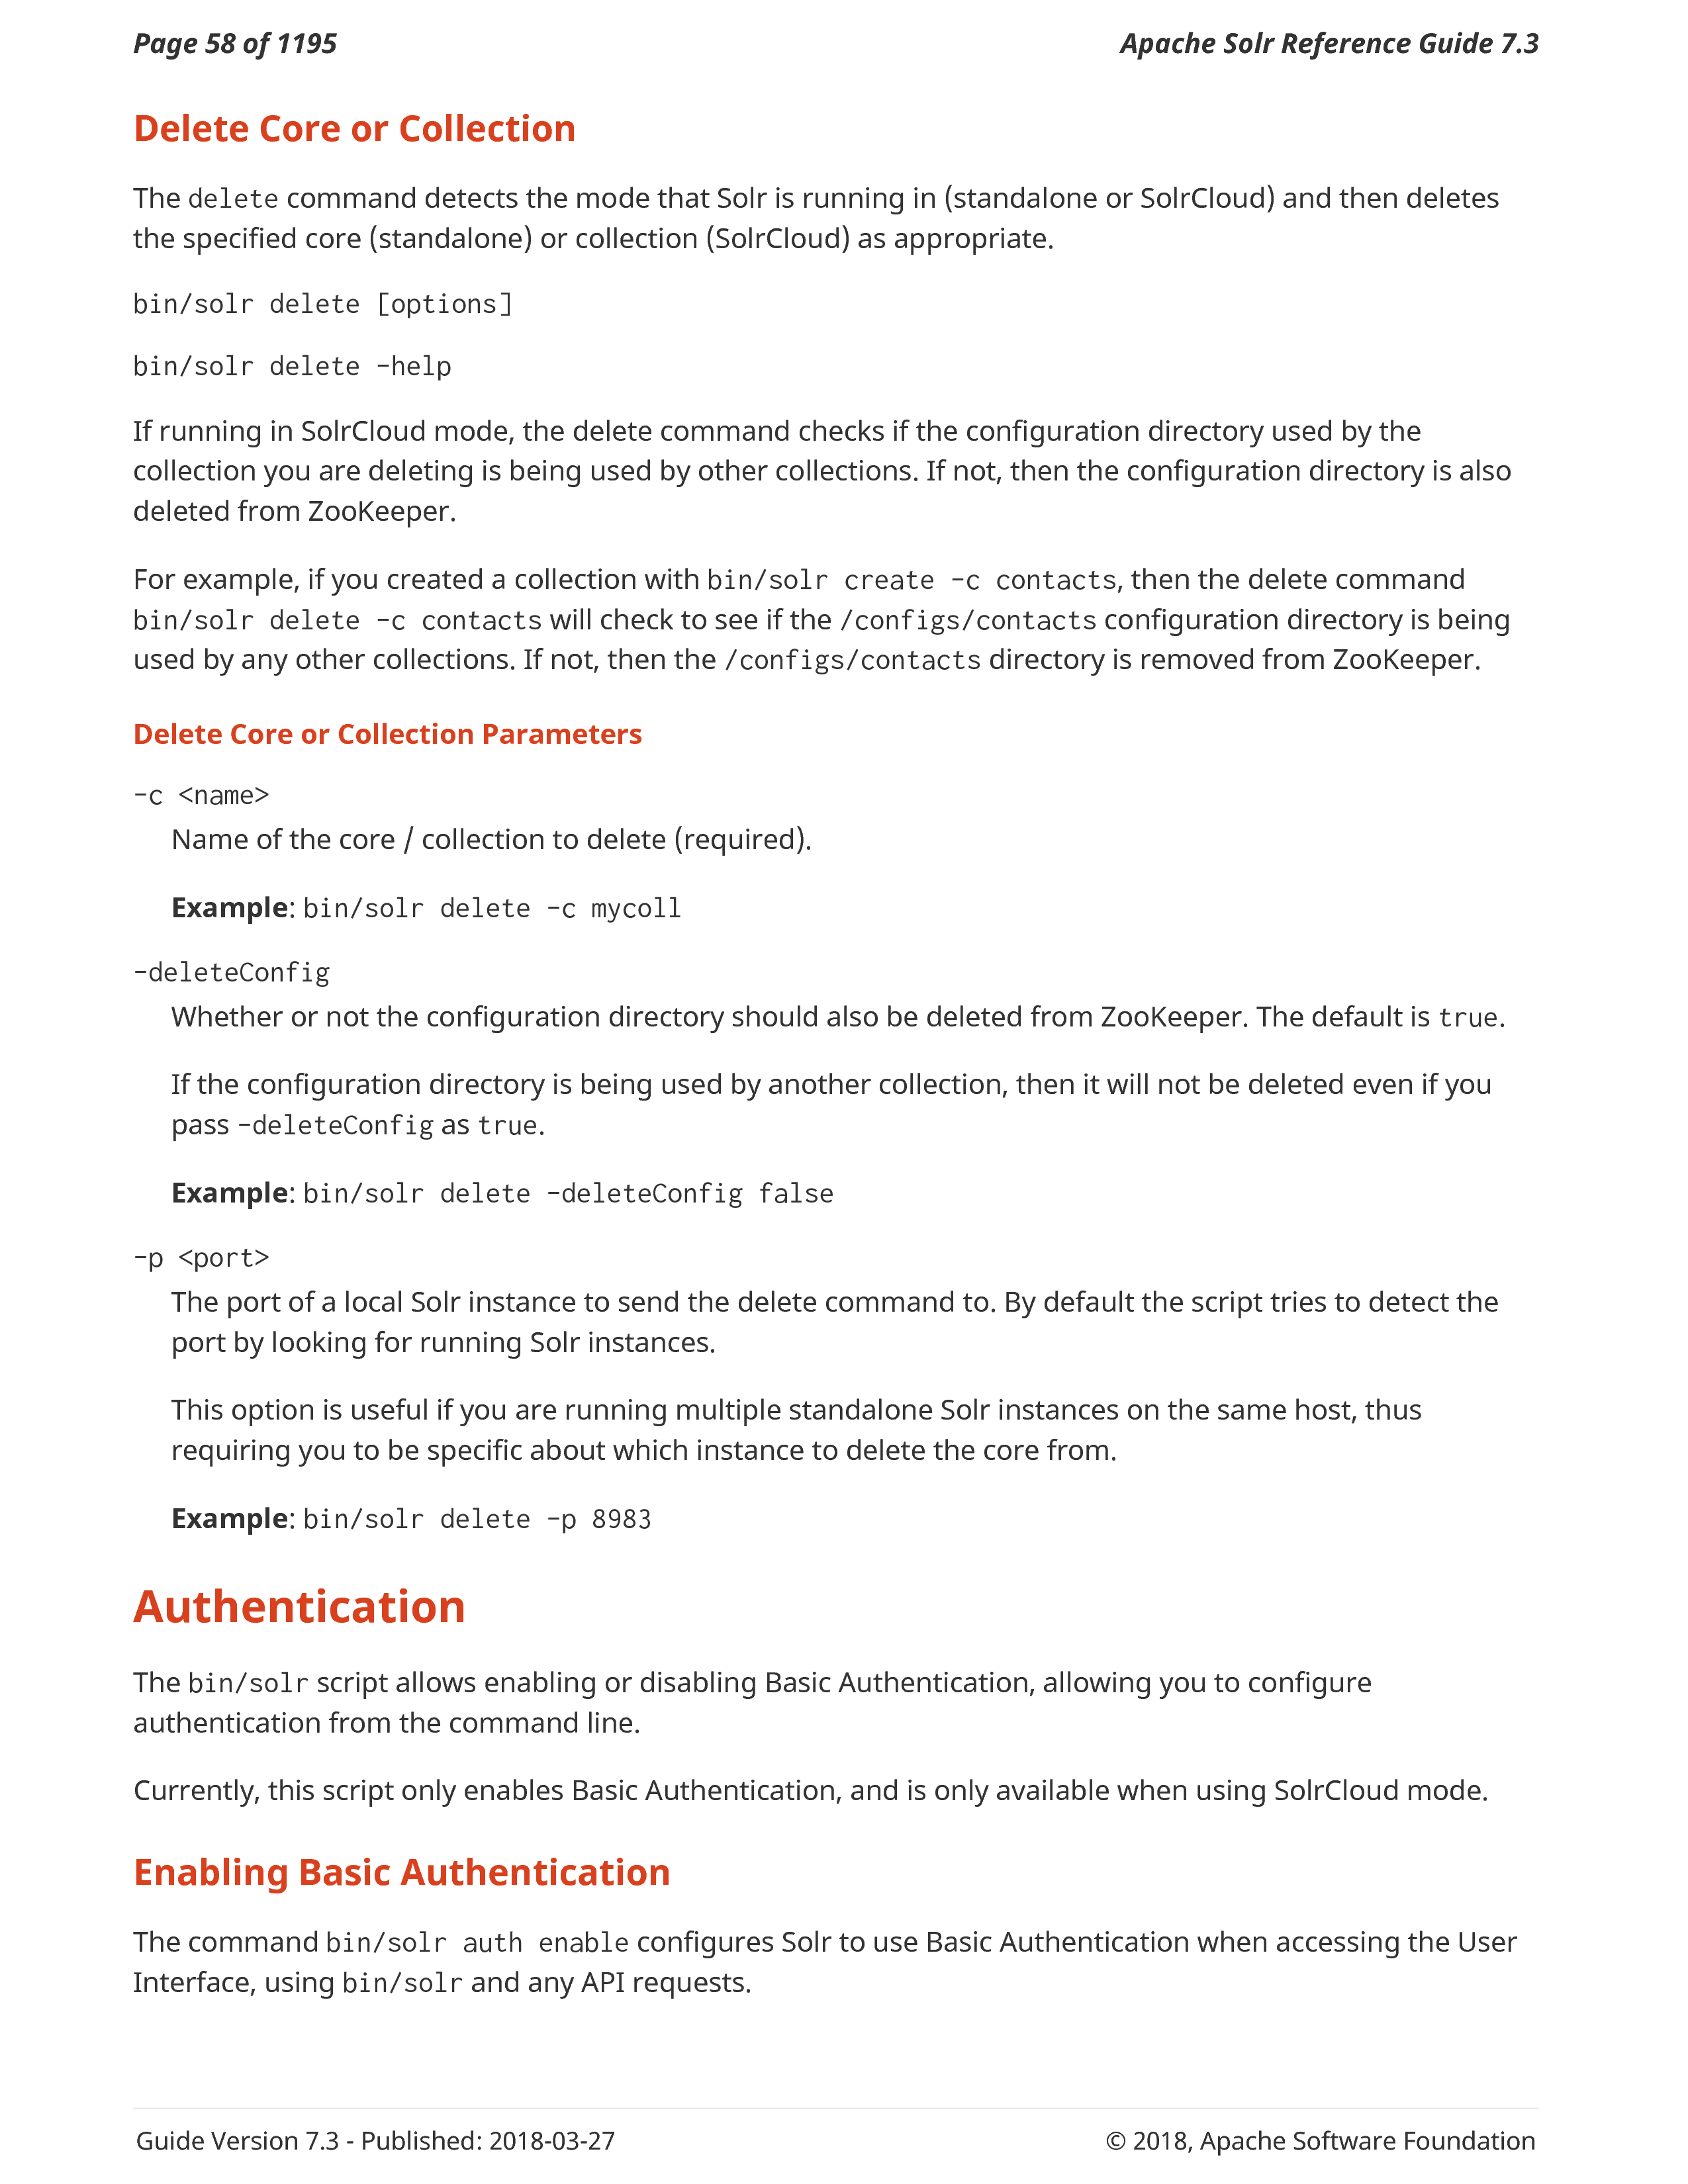 Page 58 of 1195
Apache Solr Reference Guide 7.3
Delete Core or Collection
The delete command detects the mode that Solr is running in (standalone or SolrCloud) and then deletes
the specified core (standalone) or collection (SolrCloud) as appropriate.
bin/solr delete [options]
bin/solr delete -help
If running in SolrCloud mode, the delete command checks if the configuration directory used by the
collection you are deleting is being used by other collections. If not, then the configuration directory is also
deleted from ZooKeeper.
For example, if you created a collection with bin/solr create -c contacts, then the delete command
bin/solr delete -c contacts will check to see if the /configs/contacts configuration directory is being
used by any other collections. If not, then the /configs/contacts directory is removed from ZooKeeper.
Delete Core or Collection Parameters
-c <name>
Name of the core / collection to delete (required).
Example: bin/solr delete -c mycoll
-deleteConfig
Whether or not the configuration directory should also be deleted from ZooKeeper. The default is true.
If the configuration directory is being used by another collection, then it will not be deleted even if you
pass -deleteConfig as true.
Example: bin/solr delete -deleteConfig false
-p <port>
The port of a local Solr instance to send the delete command to. By default the script tries to detect the
port by looking for running Solr instances.
This option is useful if you are running multiple standalone Solr instances on the same host, thus
requiring you to be specific about which instance to delete the core from.
Example: bin/solr delete -p 8983
Authentication
The bin/solr script allows enabling or disabling Basic Authentication, allowing you to configure
authentication from the command line.
Currently, this script only enables Basic Authentication, and is only available when using SolrCloud mode.
Enabling Basic Authentication
The command bin/solr auth enable configures Solr to use Basic Authentication when accessing the User
Interface, using bin/solr and any API requests.
Guide Version 7.3 - Published: 2018-03-27
© 2018, Apache Software Foundation